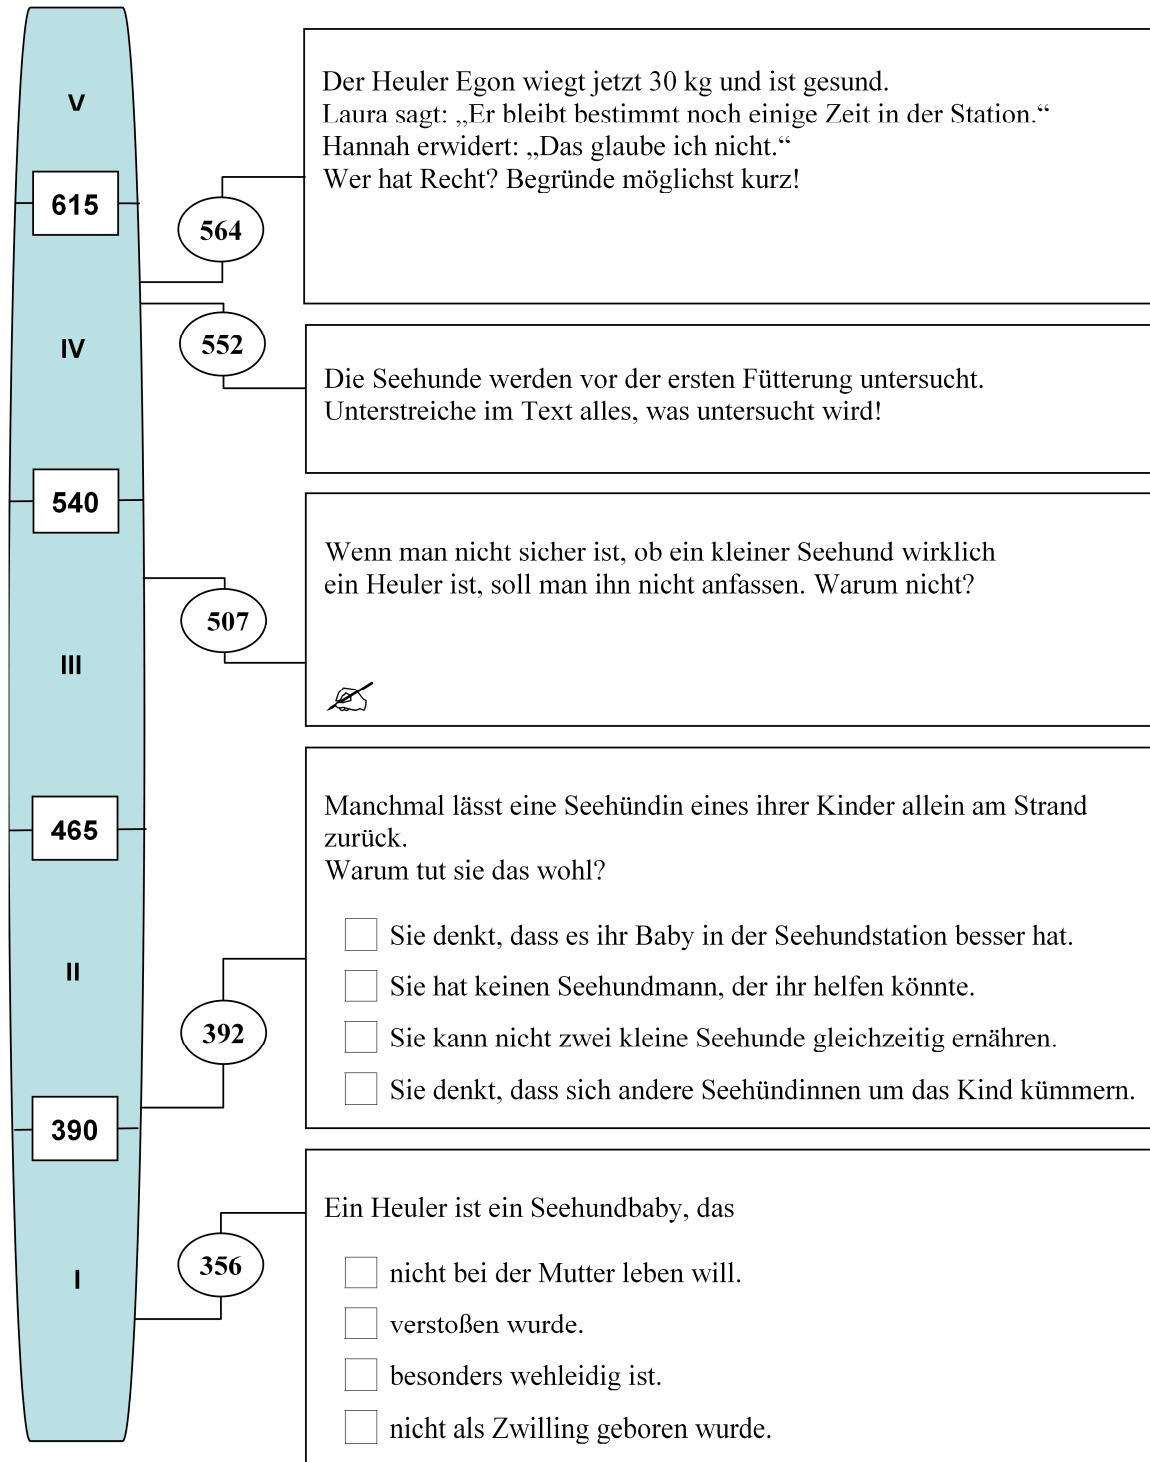 V
615
564
Der Heuler Egon wiegt jetzt 30 kg und ist gesund.
Laura sagt: „Er bleibt bestimmt noch einige Zeit in der Station.“
Hannah erwidert: „Das glaube ich nicht.“
Wer hat Recht? Begründe möglichst kurz!
IV
552
Die Seehunde werden vor der ersten Fütterung untersucht.
Unterstreiche im Text alles, was untersucht wird!
540
507
Wenn man nicht sicher ist, ob ein kleiner Seehund wirklich
ein Heuler ist, soll man ihn nicht anfassen. Warum nicht?
III
465
Manchmal lässt eine Seehündin eines ihrer Kinder allein am Strand
zurück.
Warum tut sie das wohl?
Sie denkt, dass es ihr Baby in der Seehundstation besser hat.
Sie hat keinen Seehundmann, der ihr helfen könnte.
Sie kann nicht zwei kleine Seehunde gleichzeitig ernähren.
Sie denkt, dass sich andere Seehündinnen um das Kind kümmern.
II
392
390
Ein Heuler ist ein Seehundbaby, das
nicht bei der Mutter leben will.
verstoßen wurde.
besonders wehleidig ist.
nicht als Zwilling geboren wurde.
356
I